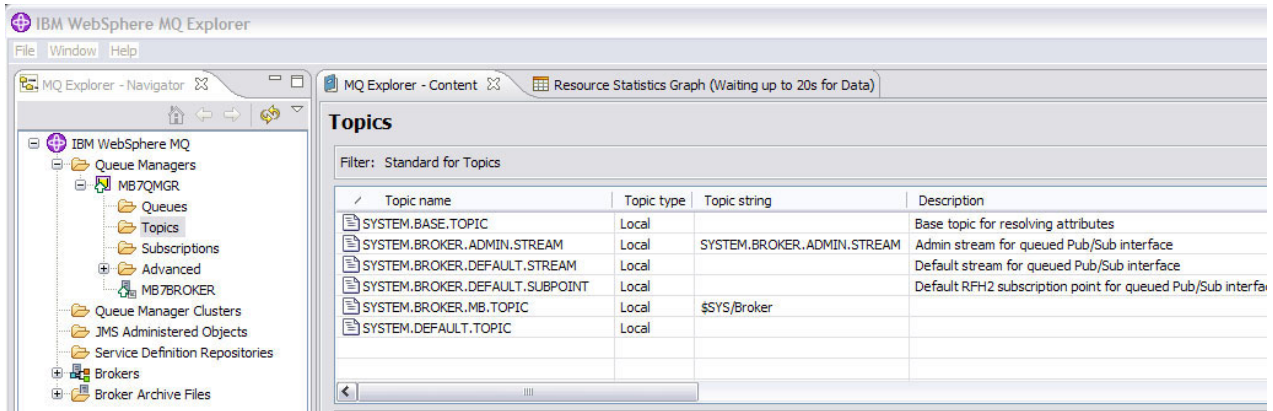 IBM WebSphere MQ Explorer
File Window Help
MQ Explorer - Navigator
IBM WebSphere MQ
Queue Managers
MB7QMGR
Queues
Topics
Subscriptions
Advanced
MB7BROKER
Queue Manager Clusters
JMS Administered Objects
Service Definition Repositories
Brokers
Broker Archive Files
MQ Explorer - Content Resource Statistics Graph (Waiting up to 20s for Data)
Topics
Filter: Standard for Topics
Topic name Topic type Topic string Description
SYSTEM.BASE.TOPIC Local Base topic for resolving attributes
SYSTEM.BROKER.ADMIN.STREAM Local SYSTEM.BROKER.ADMIN.STREAM Admin stream for queued Pub/Sub interface
SYSTEM.BROKER.DEFAULT.STREAM Local Default stream for queued Pub/Sub interface
SYSTEM.BROKER.DEFAULT.SUBPOINT Local Default RFH2 subscription point for queued Pub/Sub interfa
SYSTEM.BROKER.MB.TOPIC Local $SYS/Broker
SYSTEM.DEFAULT.TOPIC Local